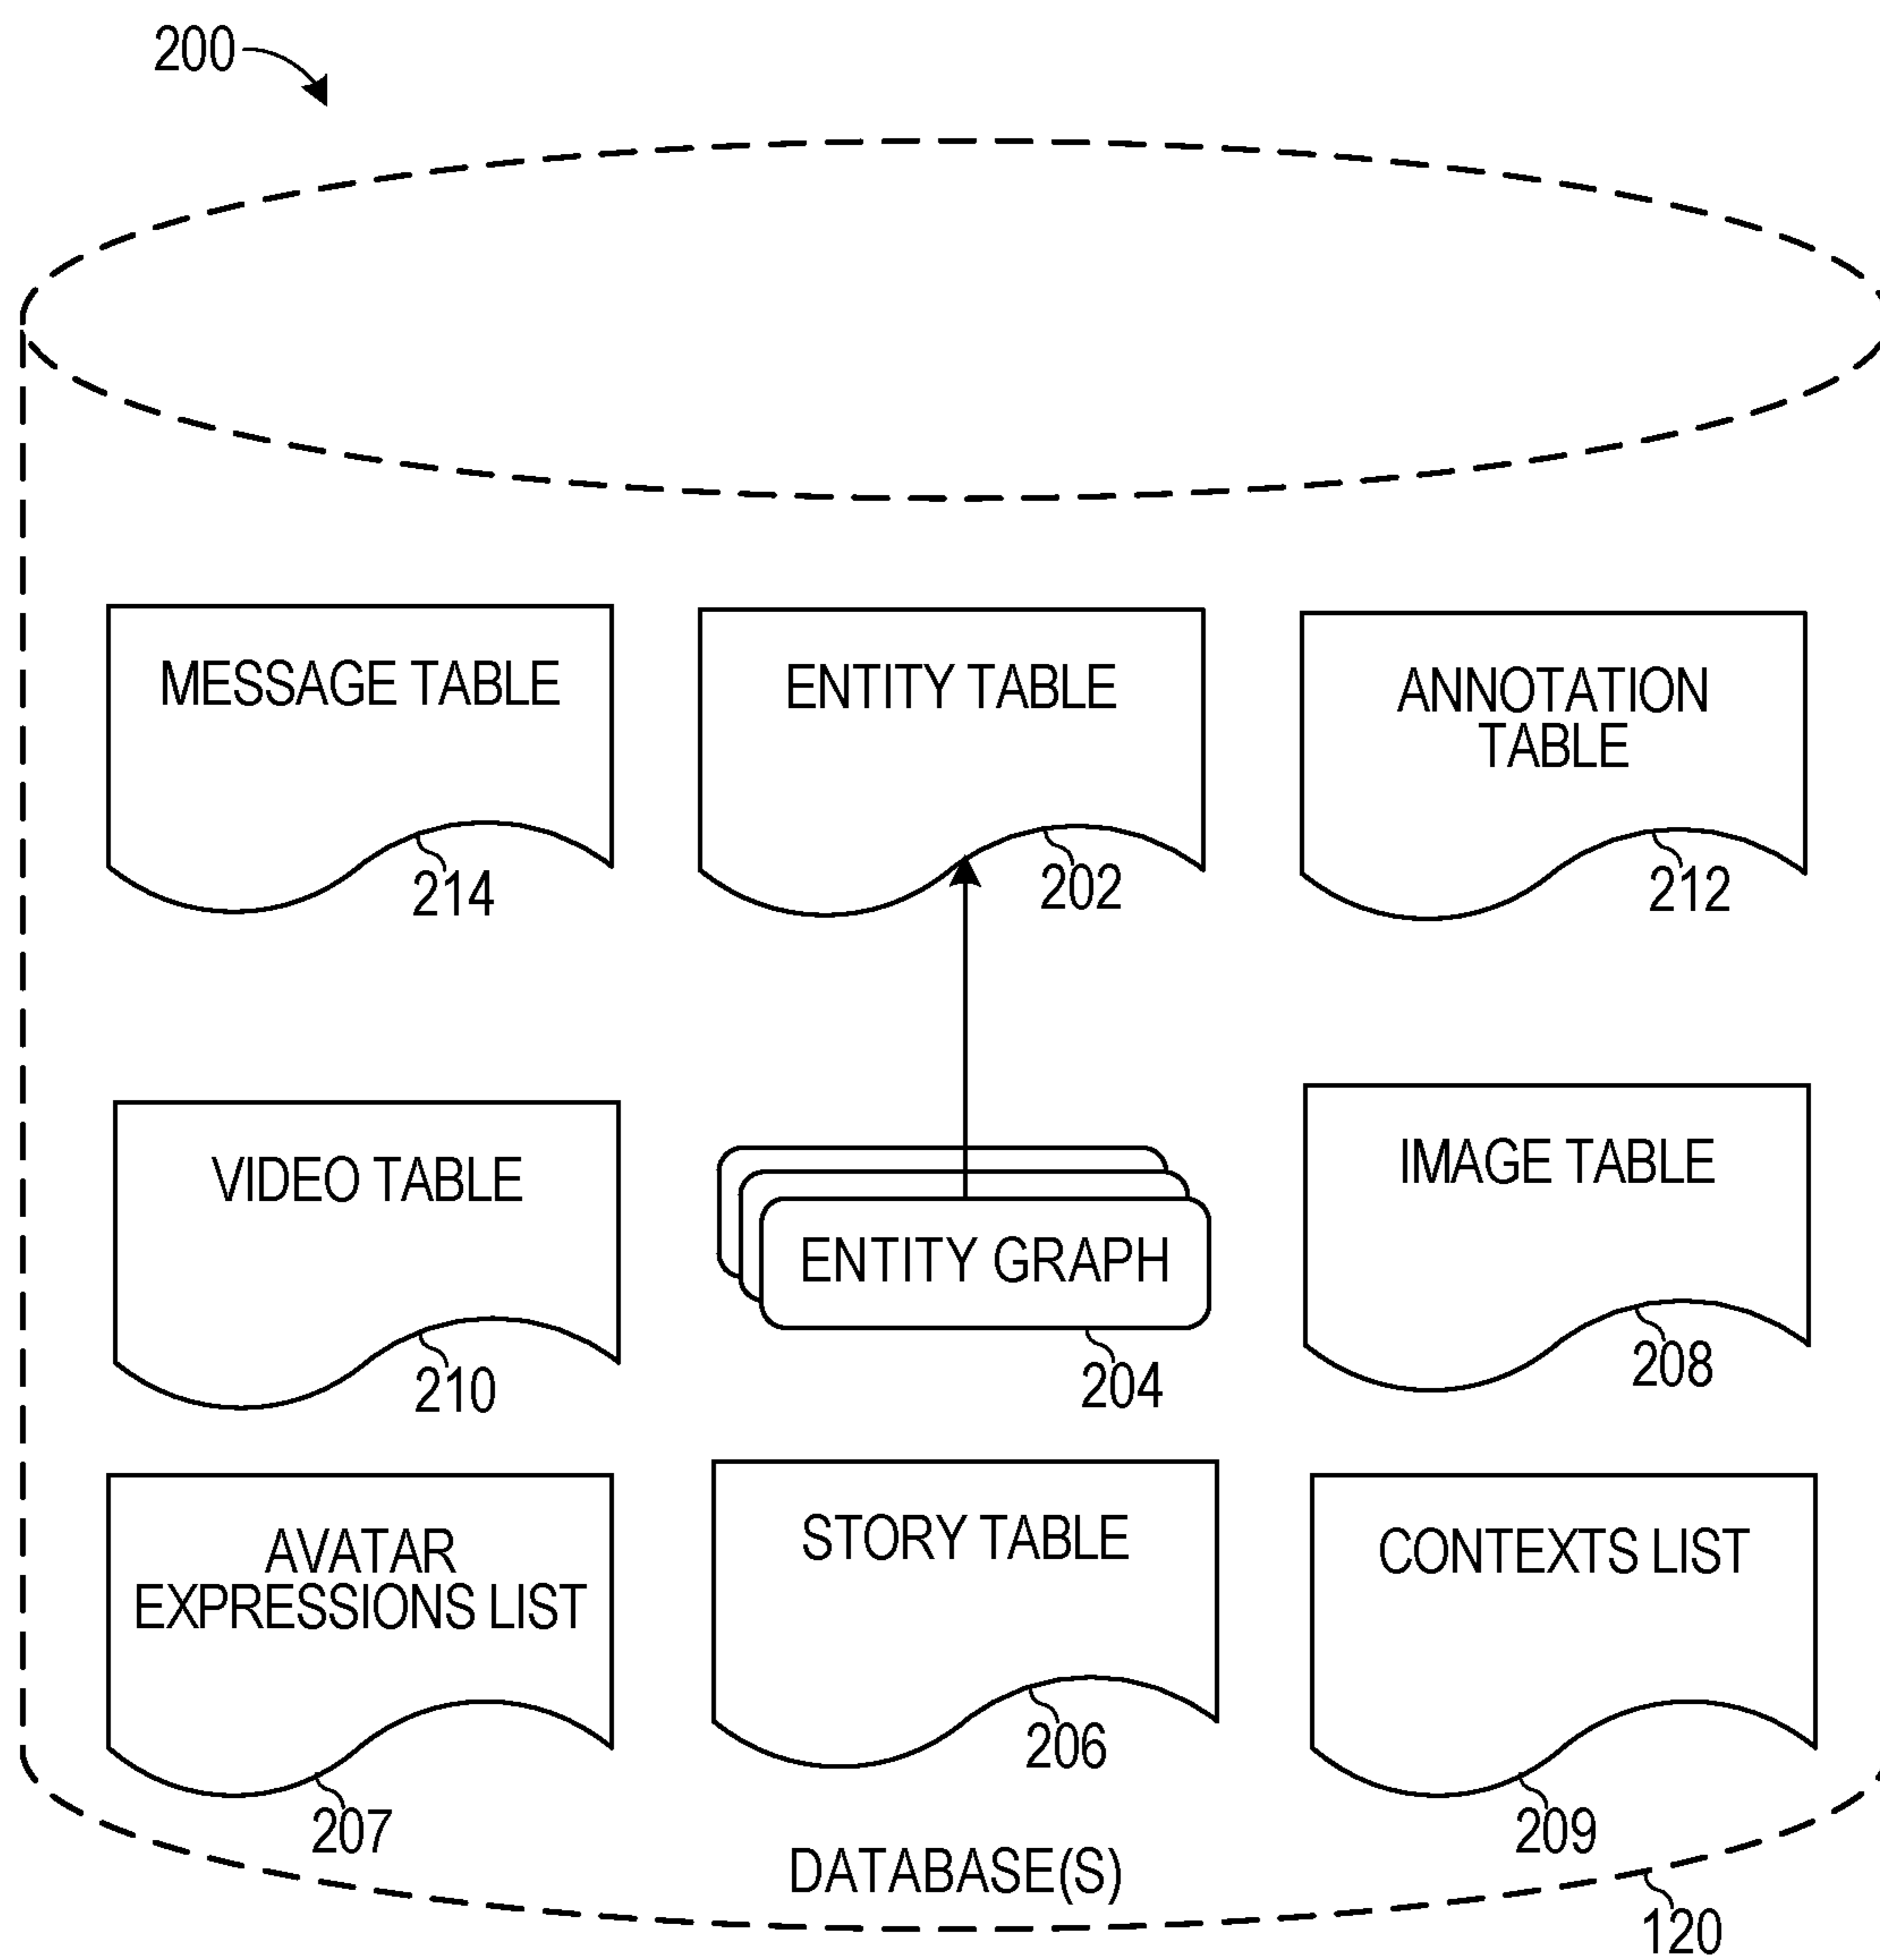 200
MESSAGE TABLE
214
ENTITY TABLE
202
ANNOTATION
TABLE
212
VIDEO TABLE
210
ENTITY GRAPH
204
IMAGE TABLE
208
AVATAR
EXPRESSIONS LIST
207
STORY TABLE
206
CONTEXTS LIST
209
DATABASE(S)
120